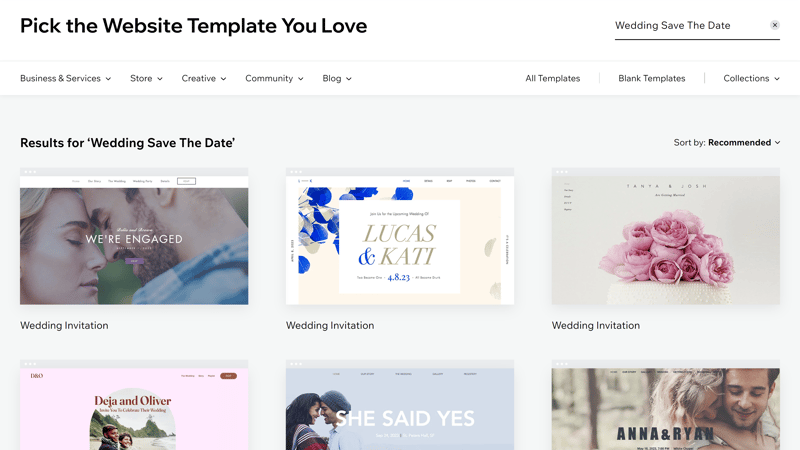 Pick the Website Template You Love
Wedding Save The Date
Business & Services Store Creative Community Blog All Templates Blank Templates Collections
Results for ‘Wedding Save The Date’
Sort by: Recommended
WE'RE ENGAGED
Wedding Invitation
Join Us for the Upcoming Wedding Of
LUCAS
& KATI
4.8.23
Wedding Invitation
TANYA & JOSH
Wedding Invitation
D&O
Deja and Oliver
Invite You To Celebrate Their Wedding
SHE SAID YES
ANNA&RYAN